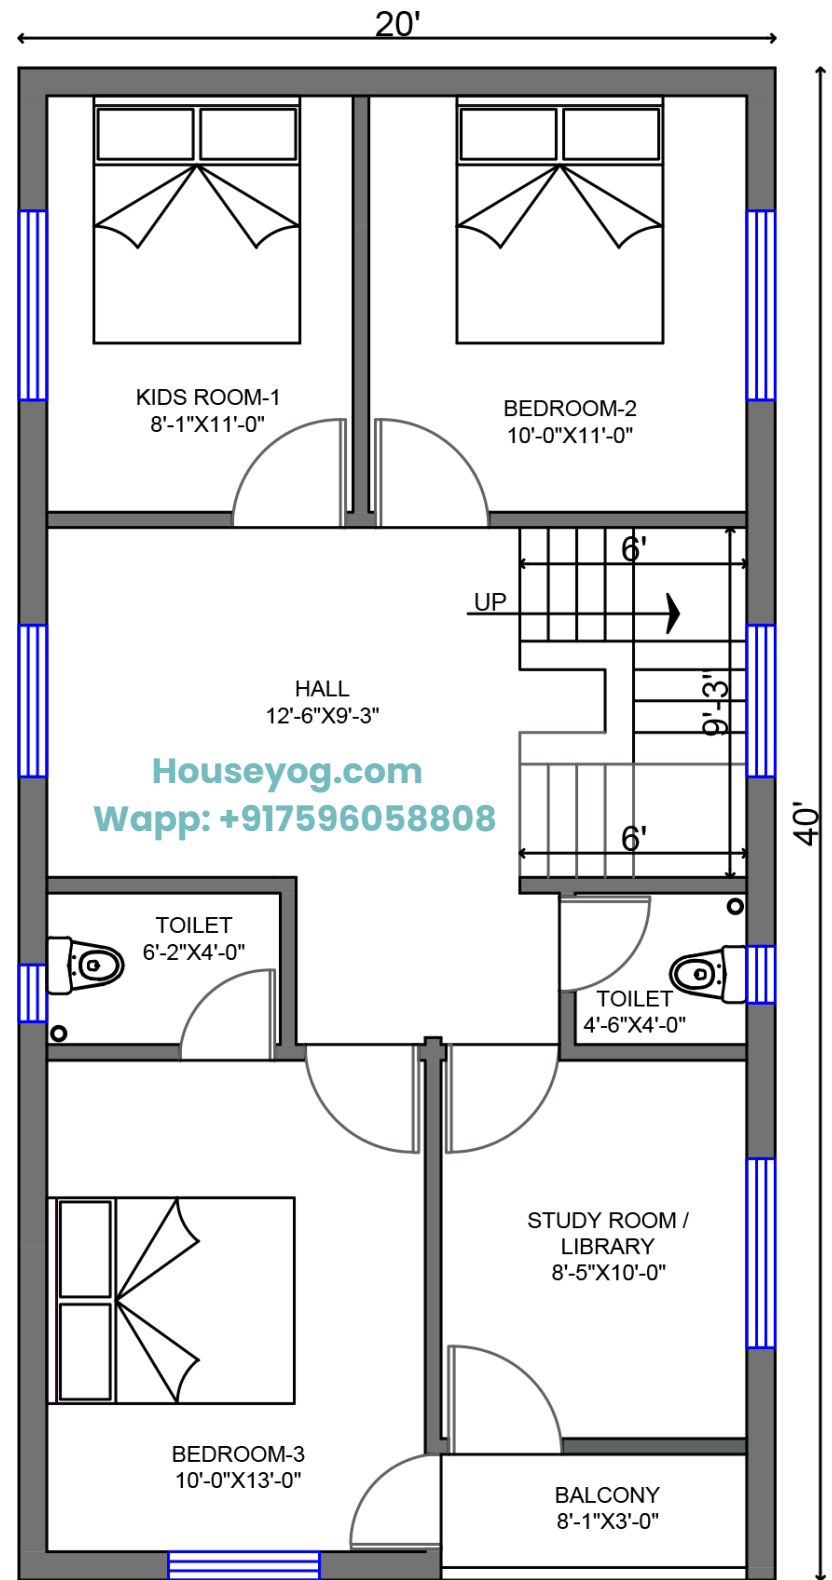 20'
KIDS ROOM-1
8'-1"X11'-0"
BEDROOM-2
10'-0"X11'-0"
6'
UP
9'-3"
HALL
12'-6"X9'-3"
Houseyog.com
Wapp: +917596058808
6'
40'
TOILET
6'-2"X4'-0"
TOILET
4'-6"X4'-0"
STUDY ROOM /
LIBRARY
8'-5"X10'-0"
BEDROOM-3
10'-0"X13'-0"
BALCONY
8'-1"X3'-0"